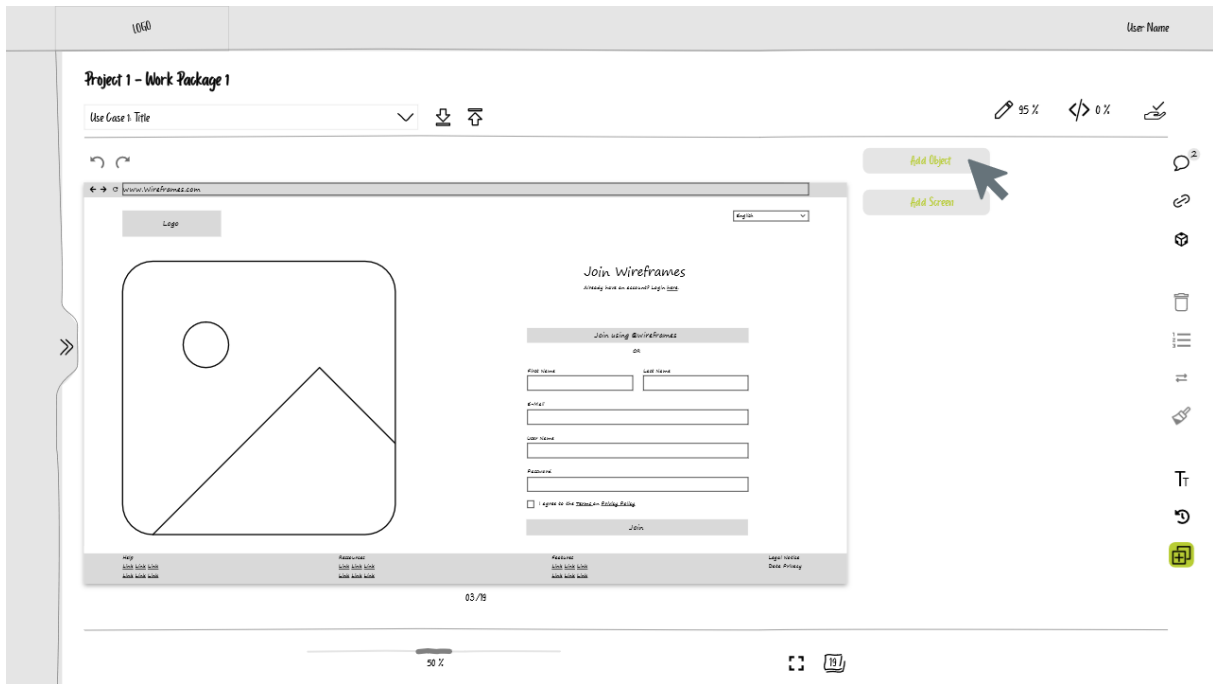 LOGO
User Name
Project 1 - Work Package 1
Use Case 1: Title
95 %
0 %
Add Object
2
www.Wireframes.com
Add Screen
Logo
English
Join Wireframes
Already have an account? Login here.
Join using @wireframes
OR
First Name Last Name
E-Mail
User Name
Password
I agree to the Terms an Privacy Policy
Join
Help Ressources Features Legal Notice
Link Link Link Link Link Link Link Link Link Data Privacy
Link Link Link Link Link Link Link Link Link
03/19
50 %
19